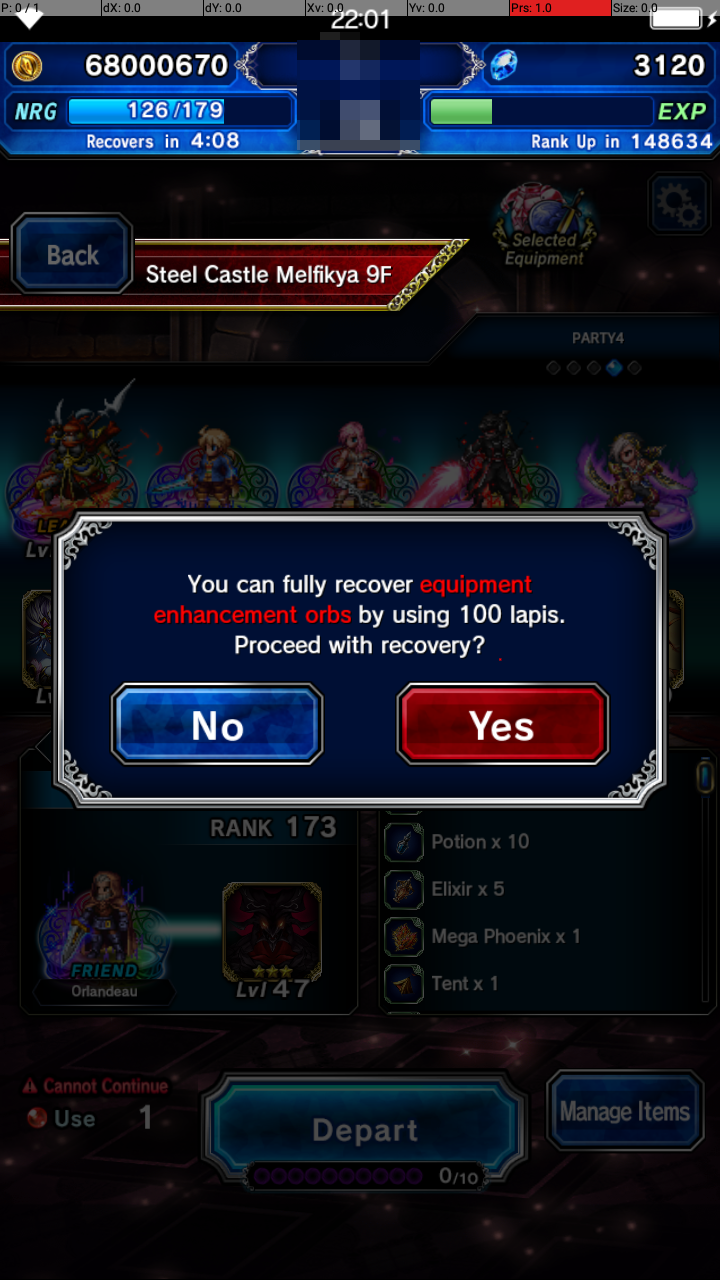 P: 0 / 1 dX: 0.0 dY: 0.0 Xv: 0.0 Yv: 0.0 Prs: 1.0 Size: 0.0
22:01
68000670 3120
NRG 126/179 EXP
Recovers in 4:08 Rank Up in 148634
Back
Steel Castle Melfikya 9F
Selected
Equipment
PARTY4
LEA
Lv.
You can fully recover equipment
enhancement orbs by using 100 lapis.
Proceed with recovery?
No Yes
RANK 173
Potion x 10
Elixir x 5
Mega Phoenix x 1
Tent x 1
FRIEND
Orlandeau
Lv/47
Cannot Continue
Use 1
Depart
Manage Items
0/10